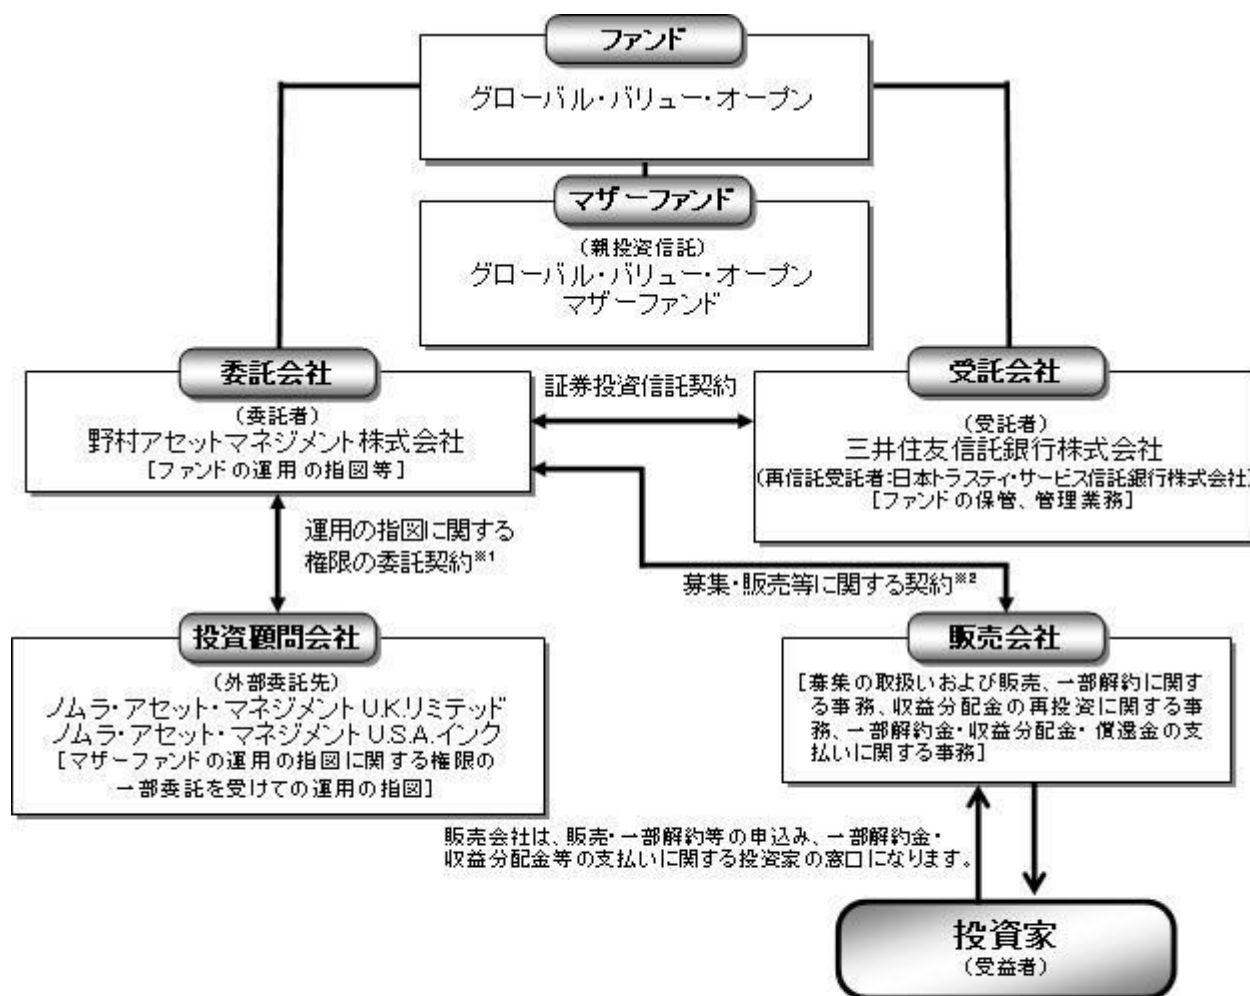 ファンド
グローバル・バリュー・オープン
マザーファンド
(親投資信託)
グローバル・バリュー・オープン
マザーファンド
委託会社
(委託者)
野村アセットマネジメント株式会社
[ファンドの運用の指図等]
証券投資信託契約
受託会社
(受託者)
三井住友信託銀行株式会社
(再信託受託者:日本トラスティ・サービス信託銀行株式会社)
[ファンドの保管、管理業務]
運用の指図に関する
権限の委託契約※1
募集・販売等に関する契約※2
投資顧問会社
(外部委託先)
ノムラ・アセット・マネジメントU.K.リミテッド
ノムラ・アセット・マネジメントU.S.A.インク
[マザーファンドの運用の指図に関する権限の
一部委託を受けての運用の指図]
販売会社
[募集の取扱いおよび販売、一部解約に関す
る事務、収益分配金の再投資に関する事
務、一部解約金・収益分配金・償還金の支
払いに関する事務]
販売会社は、販売・一部解約等の申込み、一部解約金・
収益分配金等の支払いに関する投資家の窓口になります。
投資家
(受益者)